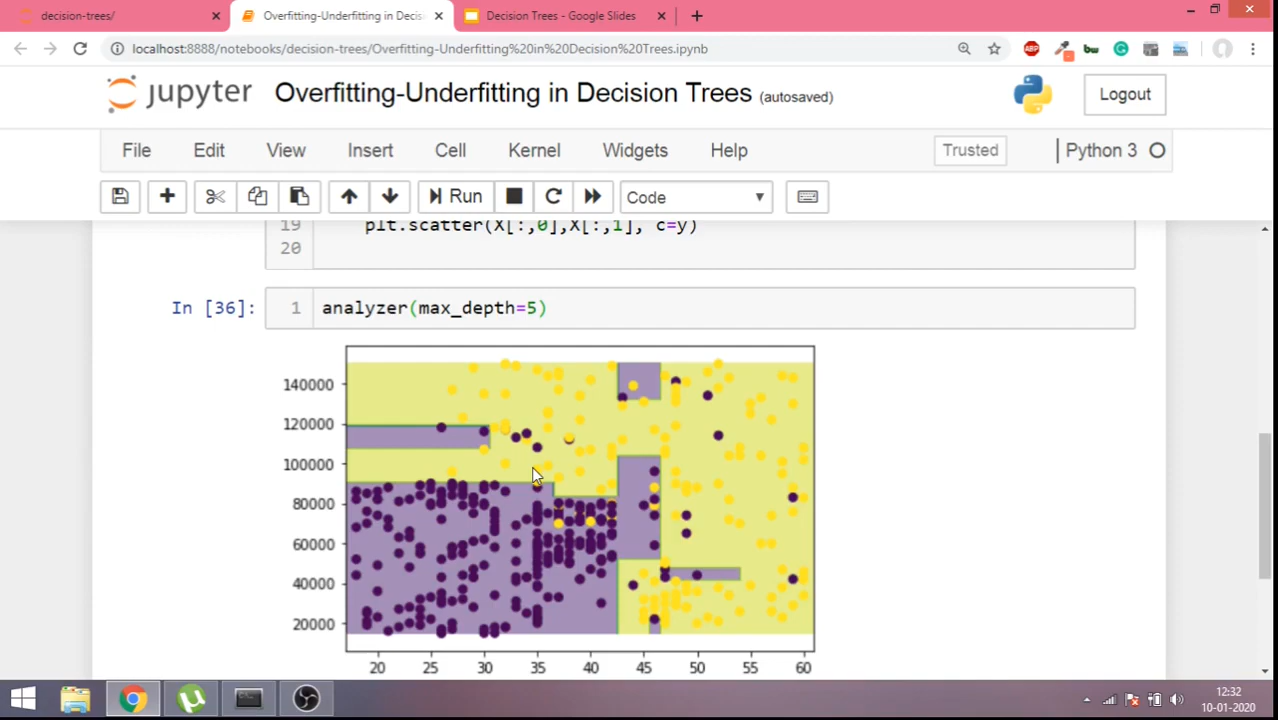 decision-trees/
Overfitting-Underfitting in Decis
Decision Trees - Google Slides
localhost:8888/notebooks/decision-trees/Overfitting-Underfitting%20in%20Decision%20Trees.ipynb
ABP
bw
jupyter Overfitting-Underfitting in Decision Trees (autosaved)
Logout
File Edit View Insert Cell Kernel Widgets Help
Trusted
Python 3
Run
Code
19 plt.scatter(X[:,0],X[:,1], c=y)
20
In [36]: 1 analyzer(max_depth=5)
140000
120000
100000
80000
60000
40000
20000
20 25 30 35 40 45 50 55 60
12:32
10-01-2020